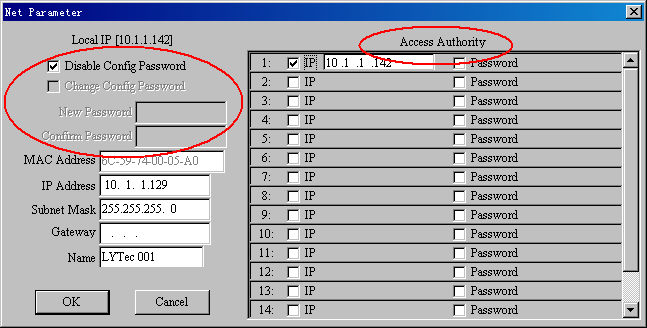 Net Parameter
Local IP [10.1.1.142]
Disable Config Password
Change Config Password
New Password
Confirm Password
MAC Address 6C-59-74-00-05-A0
IP Address 10. 1. 1.129
Subnet Mask 255.255.255. 0
Gateway . . .
Name LYTec 001
OK Cancel
Access Authority
1: IP 10 .1 .1 .142 Password
2: IP Password
3: IP Password
4: IP Password
5: IP Password
6: IP Password
7: IP Password
8: IP Password
9: IP Password
10: IP Password
11: IP Password
12: IP Password
13: IP Password
14: IP Password